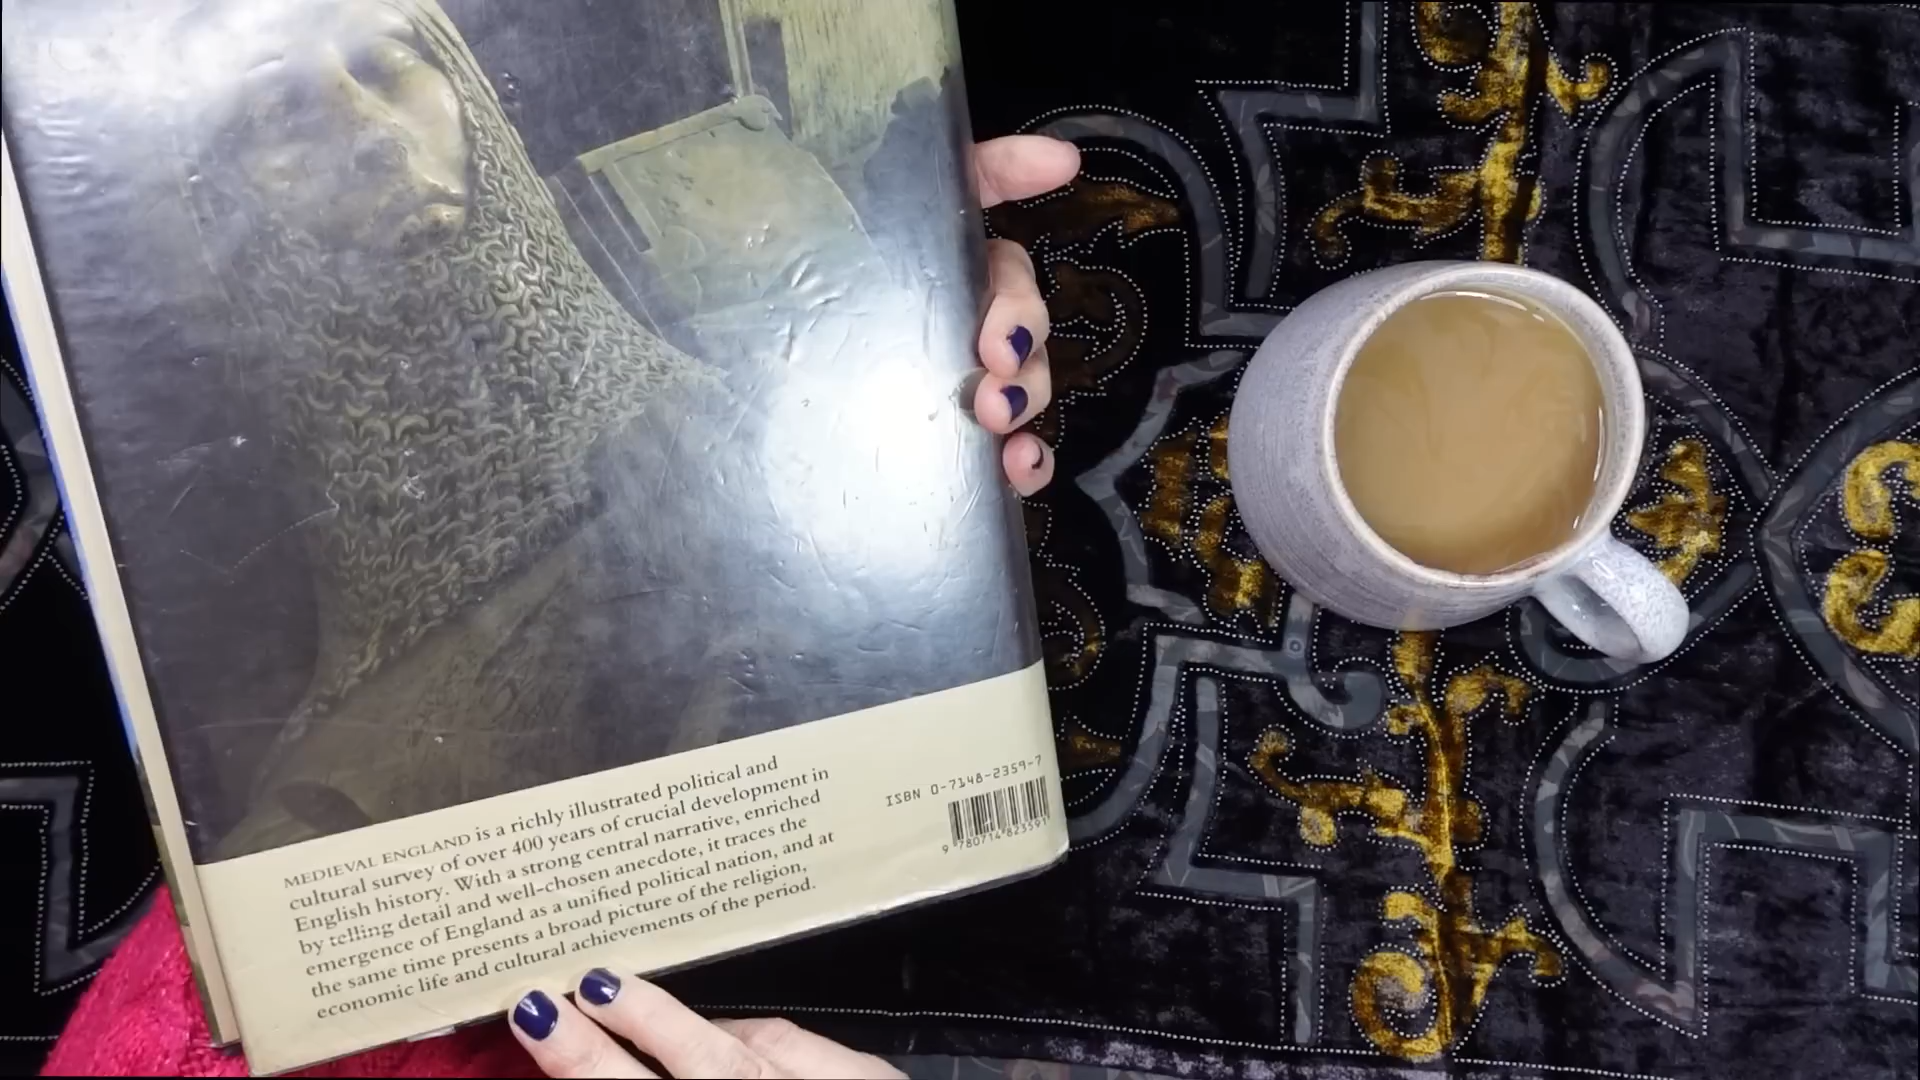 MEDIEVAL ENGLAND is a richly illustrated political and
cultural survey of over 400 years of crucial development in
English history. With a strong central narrative, enriched
by telling detail and well-chosen anecdote, it traces the
emergence of England as a unified political nation, and at
the same time presents a broad picture of the religion,
economic life and cultural achievements of the period.
ISBN 0-7148-2359-7
9 780714 823591